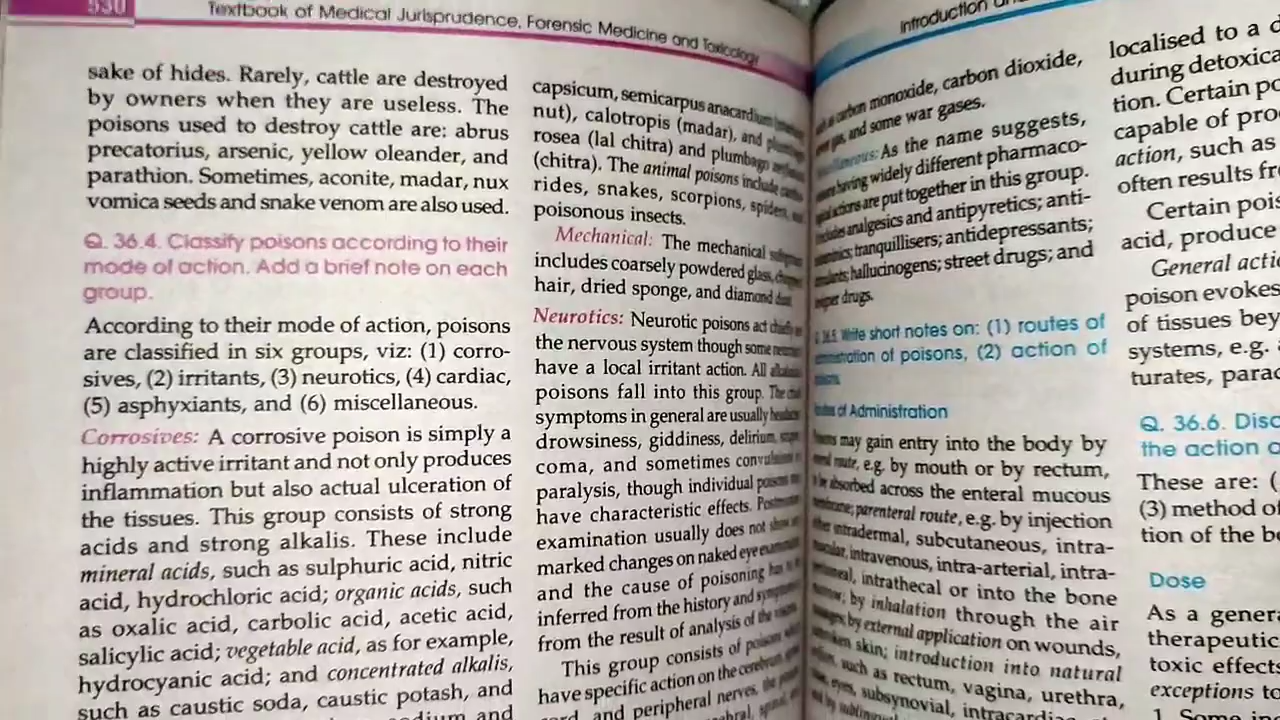 530
Textbook of Medical Jurisprudence, Forensic Medicine and Toxicology
sake of hides. Rarely, cattle are destroyed
by owners when they are useless. The
poisons used to destroy cattle are: abrus
precatorius, arsenic, yellow oleander, and
parathion. Sometimes, aconite, madar, nux
vomica seeds and snake venom are also used.
Q. 36.4. Classify poisons according to their
mode of action. Add a brief note on each
group.
According to their mode of action, poisons
are classified in six groups, viz: (1) corro-
sives, (2) irritants, (3) neurotics, (4) cardiac,
(5) asphyxiants, and (6) miscellaneous.
Corrosives: A corrosive poison is simply a
highly active irritant and not only produces
inflammation but also actual ulceration of
the tissues. This group consists of strong
acids and strong alkalis. These include
mineral acids, such as sulphuric acid, nitric
acid, hydrochloric acid; organic acids, such
as oxalic acid, carbolic acid, acetic acid,
salicylic acid; vegetable acid, as for example,
hydrocyanic acid; and concentrated alkalis,
such as caustic soda, caustic potash, and
and
capsicum, semicarpus anacardium
nut), calotropis (madar), and
rosea (lal chitra) and plumbago
(chitra). The animal poisons include
rides, snakes, scorpions, spiders,
poisonous insects.
Mechanical: The mechanical
includes coarsely powdered glass,
hair, dried sponge, and diamond dust.
Neurotics: Neurotic poisons act chiefly on
the nervous system though some
have a local irritant action. All
poisons fall into this group. The
symptoms in general are usually
drowsiness, giddiness, delirium,
coma, and sometimes convulsions or
paralysis, though individual poisons
have characteristic effects.
examination usually does not show
marked changes on naked eye
and the cause of poisoning has to be
inferred from the history and
from the result of analysis of the
This group consists of poisons which
have specific action on the cerebrum
and peripheral nerves, the
Introduction
carbon monoxide, carbon dioxide,
gas, and some war gases.
As the name suggests,
having widely different pharmaco-
actions are put together in this group.
includes analgesics and antipyretics; anti-
tranquillisers; antidepressants;
hallucinogens; street drugs; and
drugs.
Write short notes on: (1) routes of
administration of poisons, (2) action of
of Administration
may gain entry into the body by
route, e.g. by mouth or by rectum,
to be absorbed across the enteral mucous
parenteral route, e.g. by injection
intradermal, subcutaneous, intra-
intravenous, intra-arterial, intra-
intrathecal or into the bone
by inhalation through the air
by external application on wounds,
skin; introduction into natural
such as rectum, vagina, urethra,
eyes, subsynovial,
localised to a
during
tion. Certain
capable of
action, such as
often results
Certain
acid, produce
General
poison evokes
of tissues
systems, e.g.
turates,
Q. 36.6.
the action
These are: (
(3) method
tion of the
Dose
As a
therapeutic
toxic effects
exceptions to
1. Some